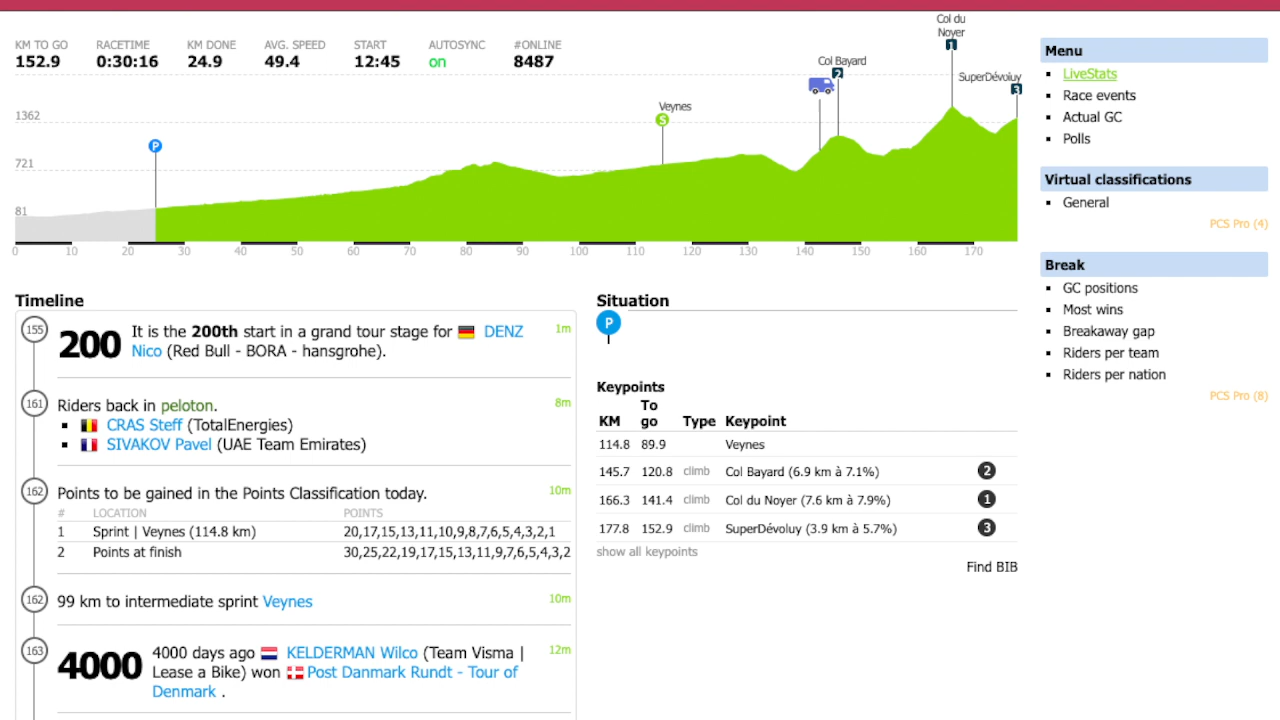 KM TO GO RACETIME KM DONE AVG. SPEED START AUTOSYNC #ONLINE
152.9 0:30:16 24.9 49.4 12:45 on 8487
Col du
Noyer
1
Col Bayard
2
SuperDévoluy
3
Veynes
S
P
1362
721
81
0 10 20 30 40 50 60 70 80 90 100 110 120 130 140 150 160 170
Menu
LiveStats
Race events
Actual GC
Polls
Virtual classifications
General
PCS Pro (4)
Break
GC positions
Most wins
Breakaway gap
Riders per team
Riders per nation
PCS Pro (8)
Timeline
155
200
It is the 200th start in a grand tour stage for DENZ 1m
Nico (Red Bull - BORA - hansgrohe).
161
Riders back in peloton. 8m
CRAS Steff (TotalEnergies)
SIVAKOV Pavel (UAE Team Emirates)
162
Points to be gained in the Points Classification today. 10m
# LOCATION POINTS
1 Sprint | Veynes (114.8 km) 20,17,15,13,11,10,9,8,7,6,5,4,3,2,1
2 Points at finish 30,25,22,19,17,15,13,11,9,7,6,5,4,3,2
162
99 km to intermediate sprint Veynes 10m
163
4000
4000 days ago KELDERMAN Wilco (Team Visma | 12m
Lease a Bike) won Post Danmark Rundt - Tour of
Denmark .
Situation
P
Keypoints
KM To go Type Keypoint
114.8 89.9 Veynes
145.7 120.8 climb Col Bayard (6.9 km à 7.1%) 2
166.3 141.4 climb Col du Noyer (7.6 km à 7.9%) 1
177.8 152.9 climb SuperDévoluy (3.9 km à 5.7%) 3
show all keypoints
Find BIB